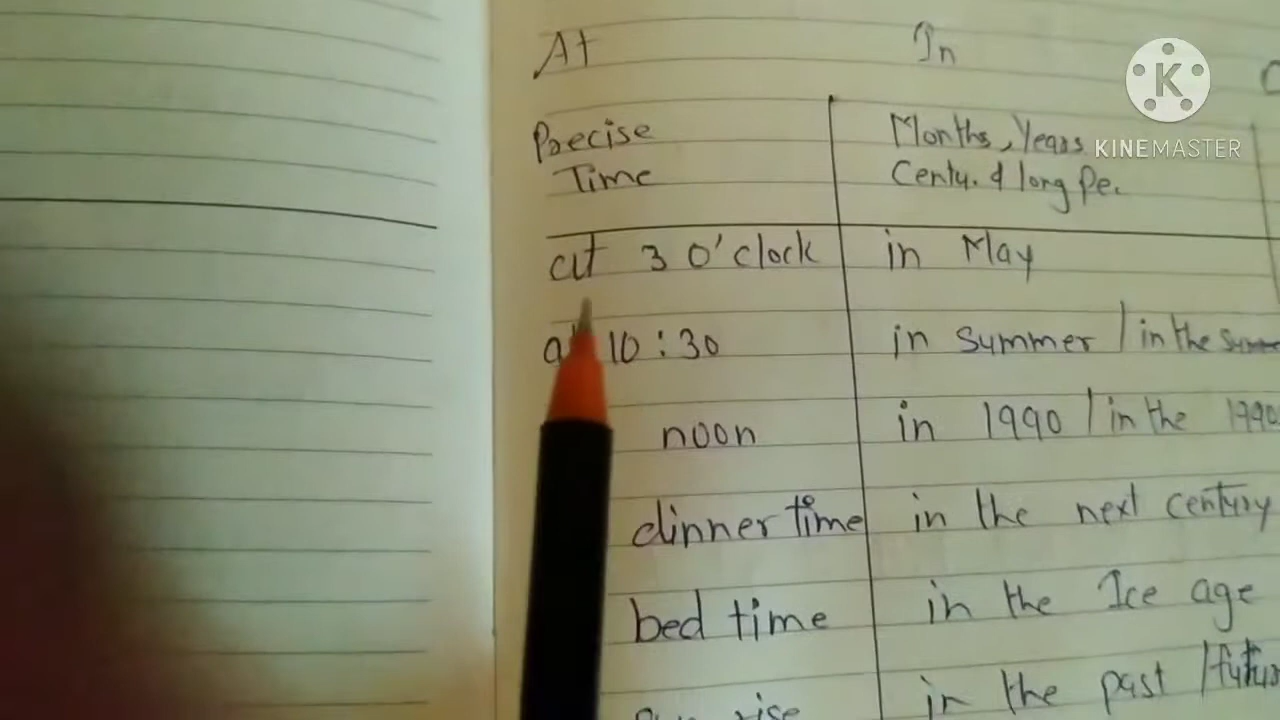 At In
Precise Months, Years
Time Centu. & long Pe.
at 3 O'clock in May
10:30 in summer / in the
noon in 1990 / in the 1990
dinner time in the next century
bed time in the Ice age
rise in the past /
K
KINEMASTER